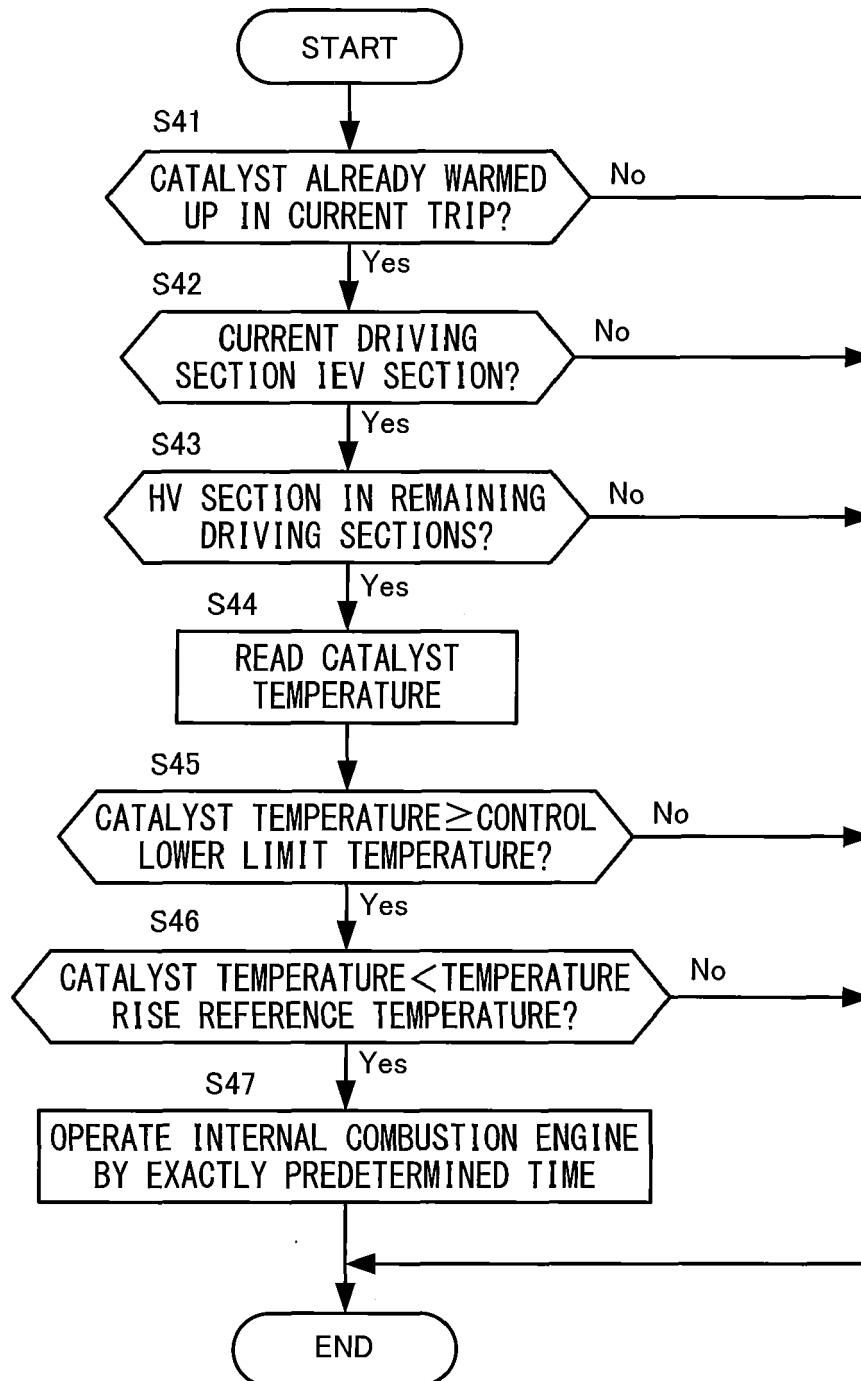 START
S41
CATALYST ALREADY WARMED
UP IN CURRENT TRIP?
No
Yes
S42
CURRENT DRIVING
SECTION IEV SECTION?
No
Yes
S43
HV SECTION IN REMAINING
DRIVING SECTIONS?
No
Yes
S44
READ CATALYST
TEMPERATURE
S45
CATALYST TEMPERATURE≧CONTROL
LOWER LIMIT TEMPERATURE?
No
Yes
S46
CATALYST TEMPERATURE<TEMPERATURE
RISE REFERENCE TEMPERATURE?
No
Yes
S47
OPERATE INTERNAL COMBUSTION ENGINE
BY EXACTLY PREDETERMINED TIME
END